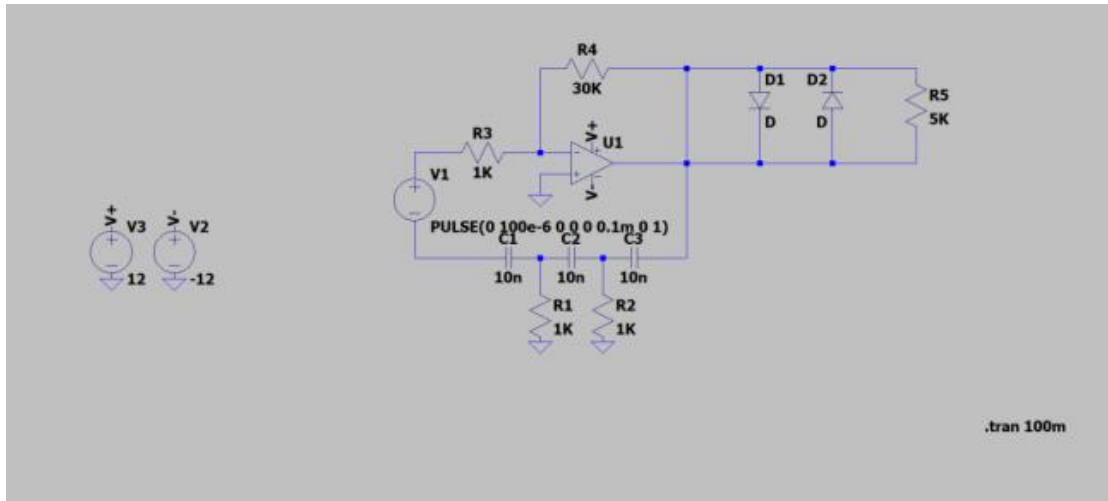 R4
30K
D1
D2
D
D
R5
5K
R3
1K
V+
U1
V-
V1
PULSE(0 100e-6 0 0 0 0.1m 0 1)
V+
V3
12
V-
V2
-12
C1
C2
C3
10n
10n
10n
R1
1K
R2
1K
.tran 100m